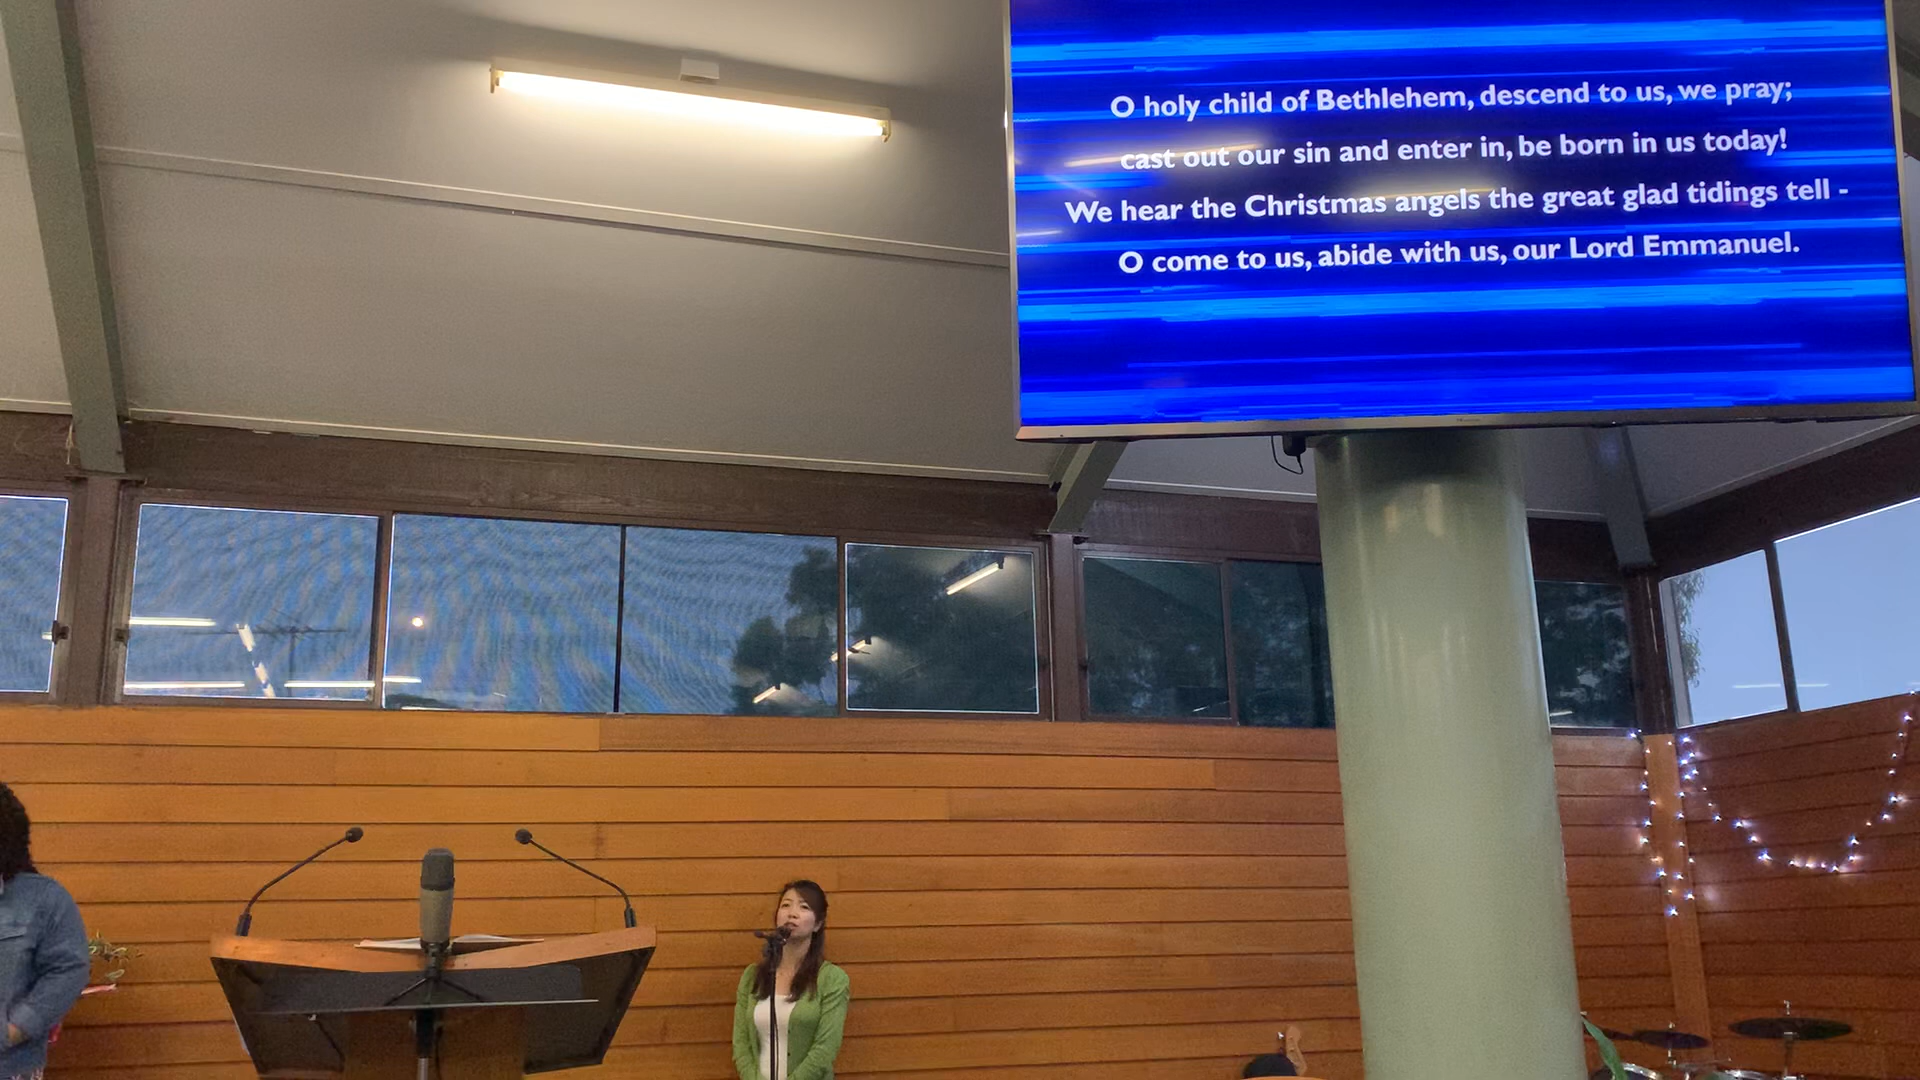 O holy child of Bethlehem, descend to us, we pray;
cast out our sin and enter in, be born in us today!
We hear the Christmas angels the great glad tidings tell -
O come to us, abide with us, our Lord Emmanuel.